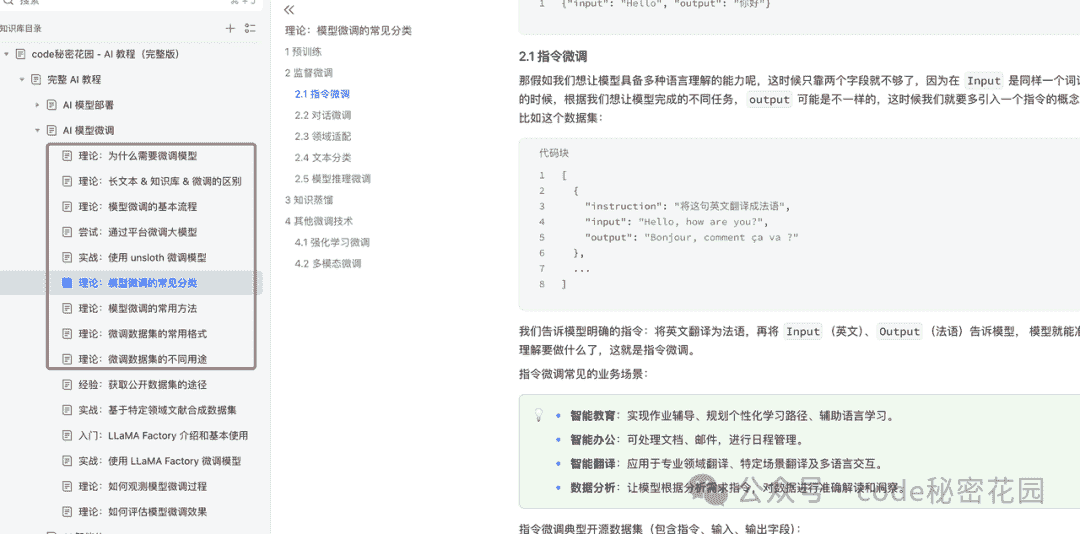 搜索
知识库目录
code秘密花园 - AI 教程（完整版）
完整 AI 教程
AI 模型部署
AI 模型微调
理论：为什么需要微调模型
理论：长文本 & 知识库 & 微调的区别
理论：模型微调的基本流程
尝试：通过平台微调大模型
实战：使用 unsloth 微调模型
理论：模型微调的常见分类
理论：模型微调的常用方法
理论：微调数据集的常用格式
理论：微调数据集的不同用途
经验：获取公开数据集的途径
实战：基于特定领域文献合成数据集
入门：LLaMA Factory 介绍和基本使用
实战：使用 LLaMA Factory 微调模型
理论：如何观测模型微调过程
理论：如何评估模型微调效果
理论：模型微调的常见分类
1 预训练
2 监督微调
2.1 指令微调
2.2 对话微调
2.3 领域适配
2.4 文本分类
2.5 模型推理微调
3 知识蒸馏
4 其他微调技术
4.1 强化学习微调
4.2 多模态微调
1 {"input": "Hello", "output": "你好"}
2.1 指令微调
那假如我们想让模型具备多种语言理解的能力呢，这时候只靠两个字段就不够了，因为在 Input 是同样一个词
的时候，根据我们想让模型完成的不同任务，output 可能是不一样的，这时候我们就要多引入一个指令的概念
比如这个数据集：
代码块
1 [
2 {
3 "instruction": "将这句英文翻译成法语",
4 "input": "Hello, how are you?",
5 "output": "Bonjour, comment ça va ?"
6 },
7 ...
8 ]
我们告诉模型明确的指令：将英文翻译为法语，再将 Input （英文）、 Output （法语）告诉模型，模型就能
理解要做什么了，这就是指令微调。
指令微调常见的业务场景：
智能教育：实现作业辅导、规划个性化学习路径、辅助语言学习。
智能办公：可处理文档、邮件，进行日程管理。
智能翻译：应用于专业领域翻译、特定场景翻译及多语言交互。
数据分析：让模型根据分析需求指令，对数据进行准确解读和洞察。
公众号 code秘密花园
指令微调典型开源数据集（包含指令、输入、输出字段）：